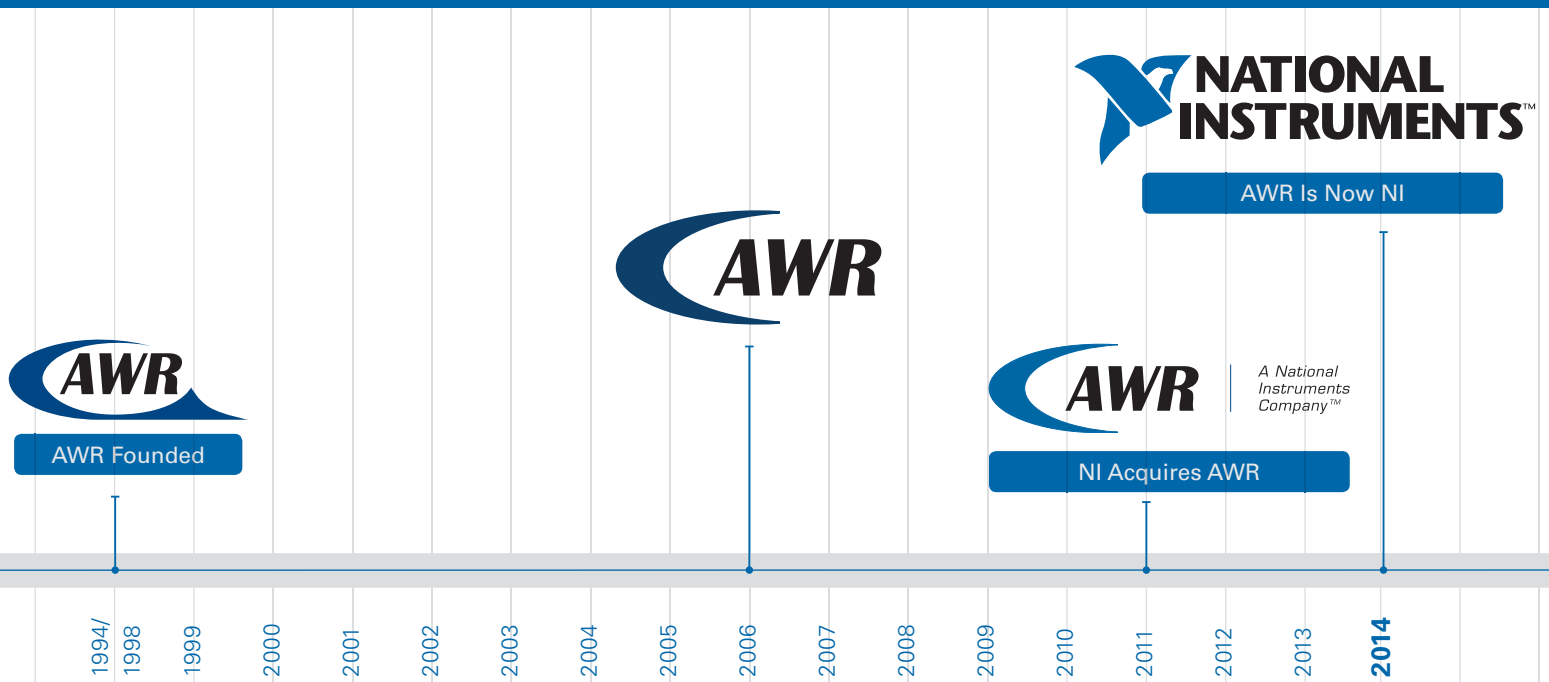 NATIONAL
INSTRUMENTS™
AWR Is Now NI
AWR
AWR
AWR Founded
AWR
A National
Instruments
Company™
NI Acquires AWR
1994/
1998
1999
2000
2001
2002
2003
2004
2005
2006
2007
2008
2009
2010
2011
2012
2013
2014